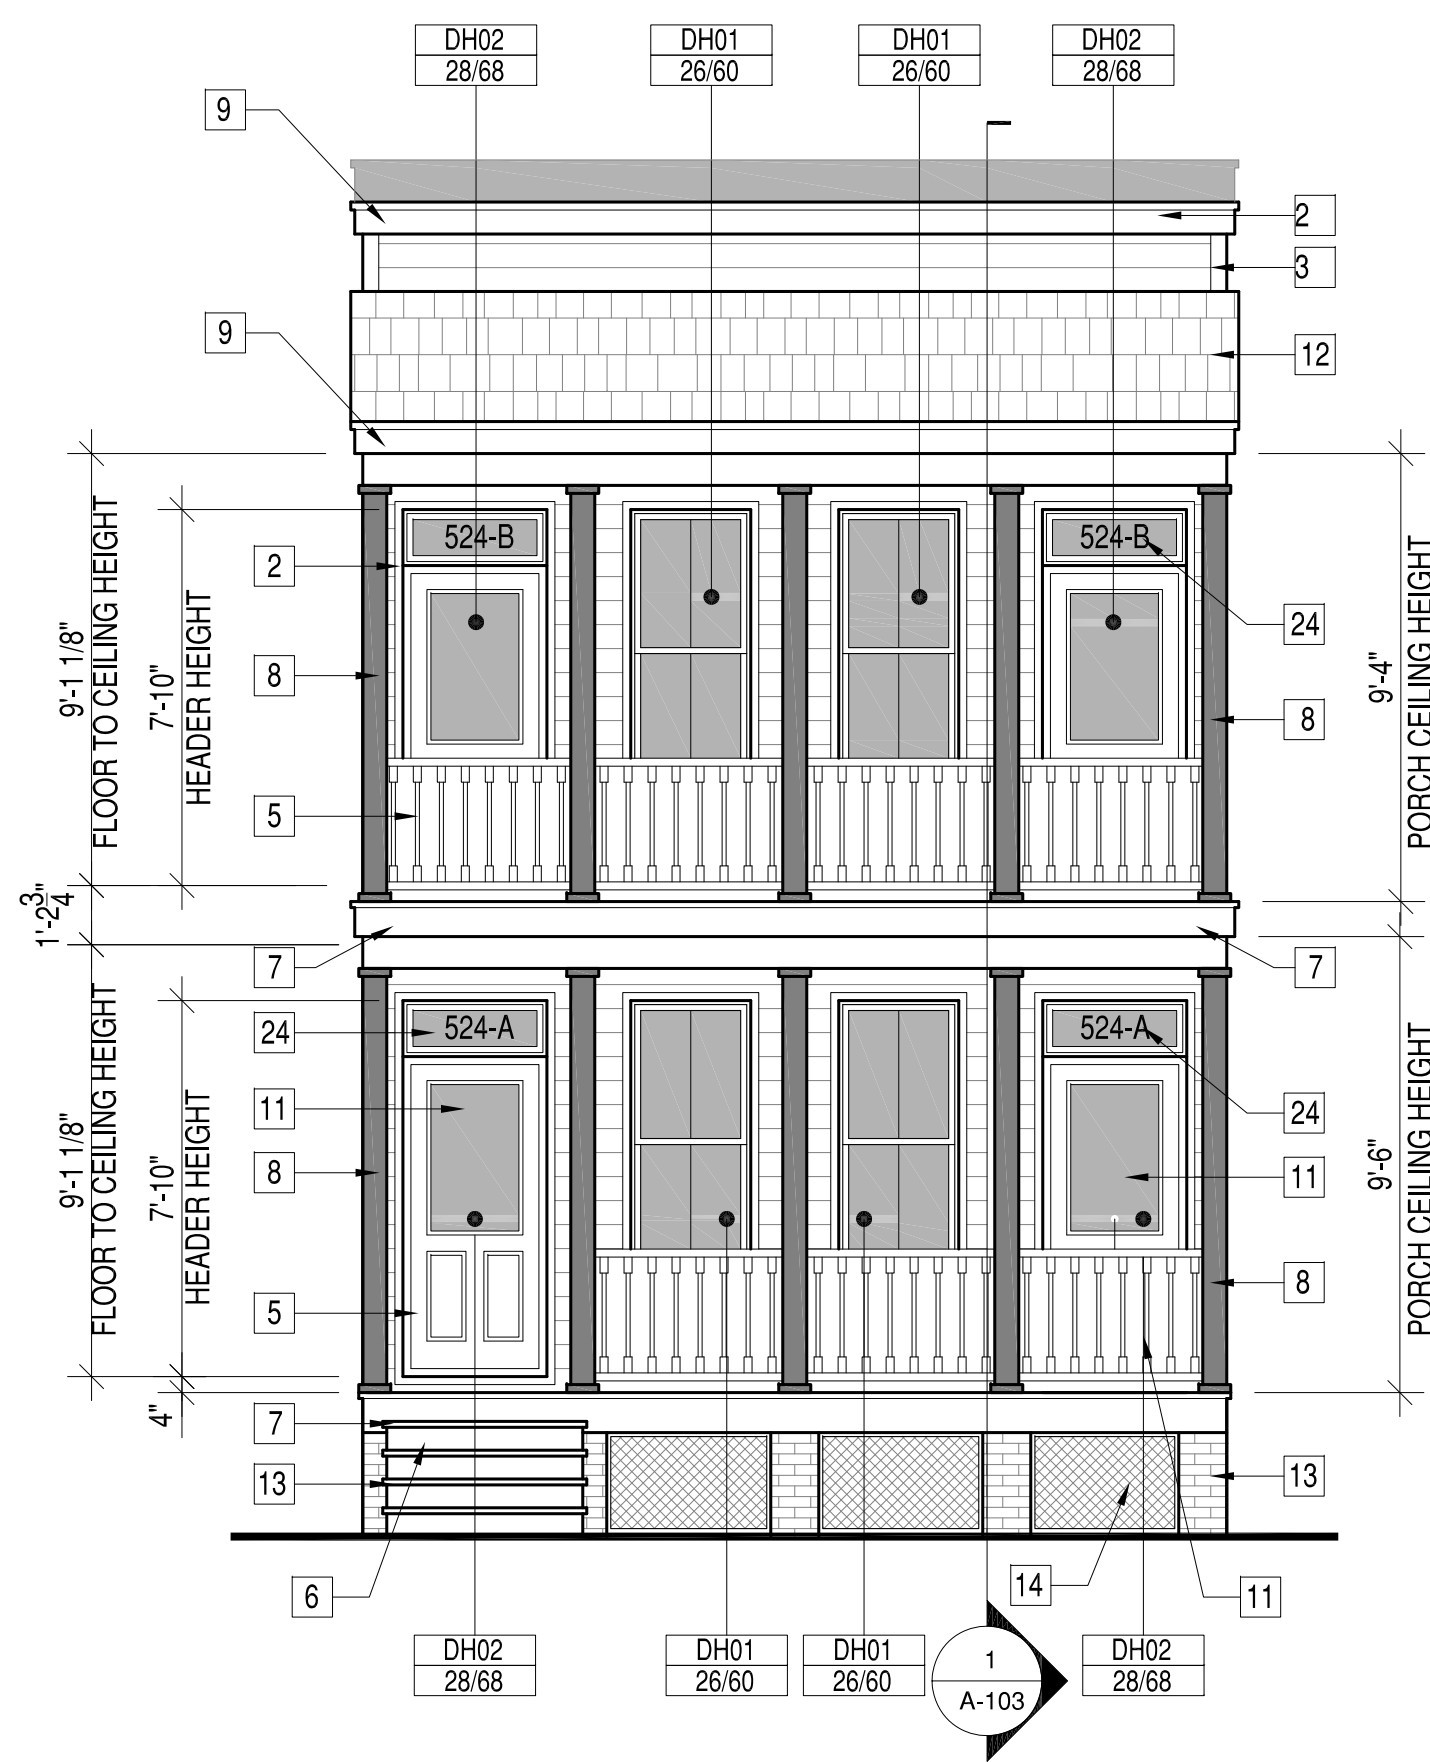 DH02
28/68
DH01
26/60
DH01
26/60
DH02
28/68
9
2
3
9
12
524-B
524-B
2
24
8
8
9'-1 1/8"
FLOOR TO CEILING HEIGHT
7'-10"
HEADER HEIGHT
9'-4"
PORCH CEILING HEIGHT
5
1'-2 3/4"
7
7
524-A
524-A
24
24
11
11
8
8
9'-1 1/8"
FLOOR TO CEILING HEIGHT
7'-10"
HEADER HEIGHT
9'-6"
PORCH CEILING HEIGHT
5
4"
7
13
13
6
14
11
DH02
28/68
DH01
26/60
DH01
26/60
1
A-103
DH02
28/68